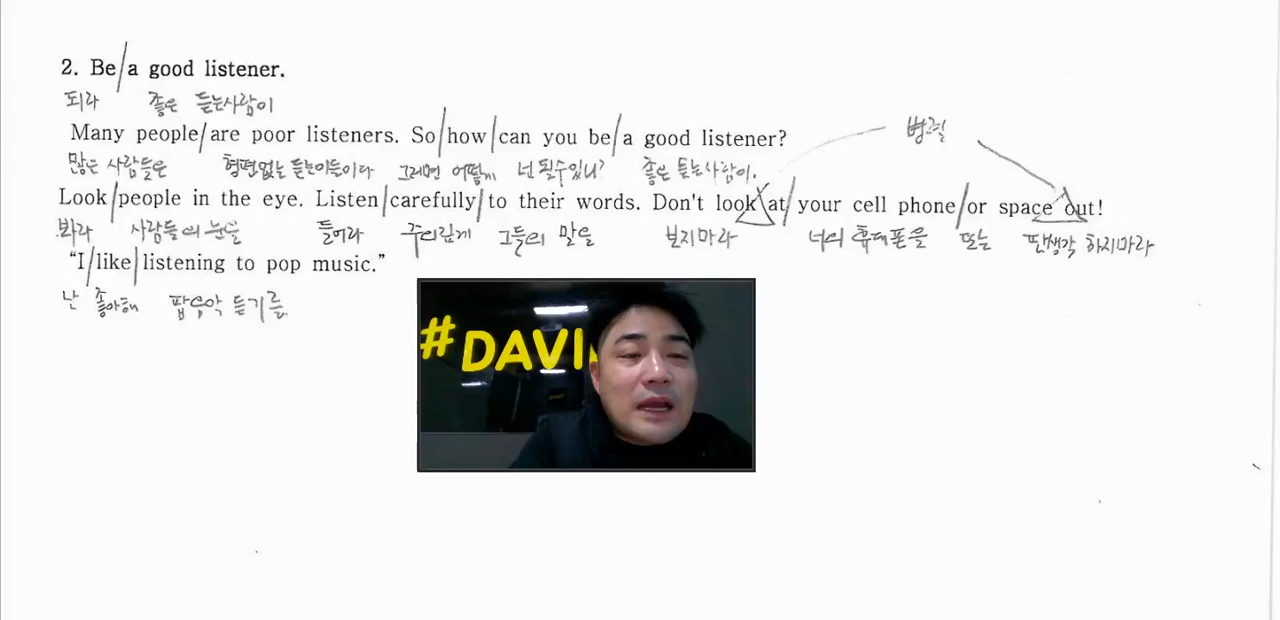 2. Be/a good listener.
되라 좋은 듣는사람이
Many people/are poor listeners. So/how/can you be/a good listener?
병렬
많은 사람들은 형편없는 듣는이들이다 그러면 어떻게 넌 될수있니? 좋은 듣는사람이.
Look/people in the eye. Listen/carefully/to their words. Don't look at/your cell phone/or space out!
봐라 사람들의 눈을 들어라 주의깊게 그들의 말을 보지마라 너의 휴대폰을 또는 딴생각 하지마라
"I/like/listening to pop music."
난 좋아해 팝음악 듣기를.
#DAVI